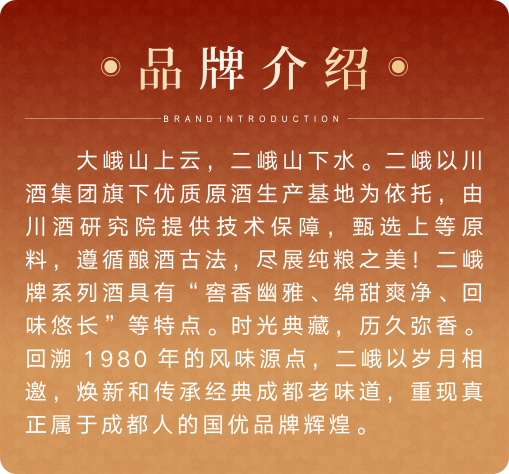 品牌介绍
BRAND INTRODUCTION
大峨山上云，二峨山下水。二峨以川
酒集团旗下优质原酒生产基地为依托，由
川酒研究院提供技术保障，甄选上等原
料，遵循酿酒古法，尽展纯粮之美！二峨
牌系列酒具有“窖香幽雅、绵甜爽净、回
味悠长”等特点。时光典藏，历久弥香。
回溯 1980 年的风味源点，二峨以岁月相
邀，焕新和传承经典成都老味道，重现真
正属于成都人的国优品牌辉煌。